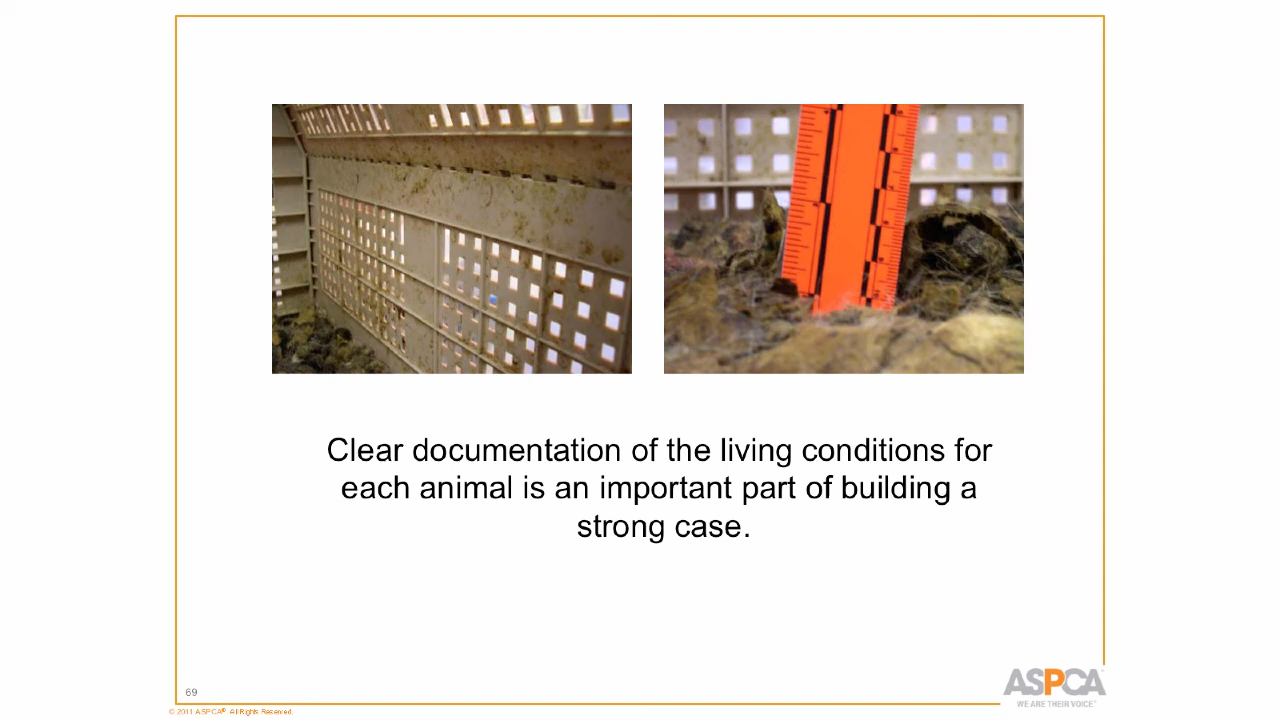 Clear documentation of the living conditions for
each animal is an important part of building a
strong case.
69
ASPCA
WE ARE THEIR VOICE
© 2011 ASPCA® All Rights Reserved.